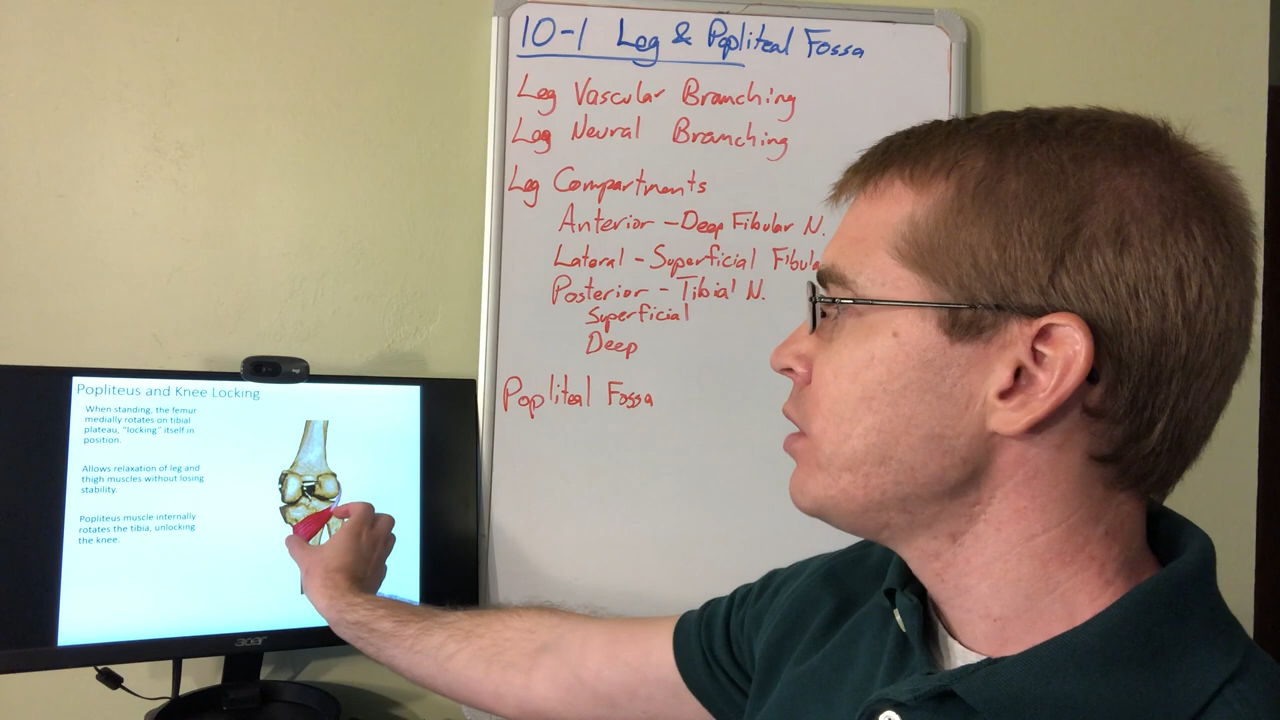 10-1 Leg & Popliteal Fossa
Leg Vascular Branching
Leg Neural Branching
Leg Compartments
Anterior - Deep Fibular N.
Lateral - Superficial Fibula
Posterior - Tibial N.
Superficial
Deep
Popliteal Fossa
Popliteus and Knee Locking
When standing, the femur
medially rotates on tibial
plateau, "locking" itself in
position.
Allows relaxation of leg and
thigh muscles without losing
stability.
Popliteus muscle internally
rotates the tibia, unlocking
the knee.
acer
logi